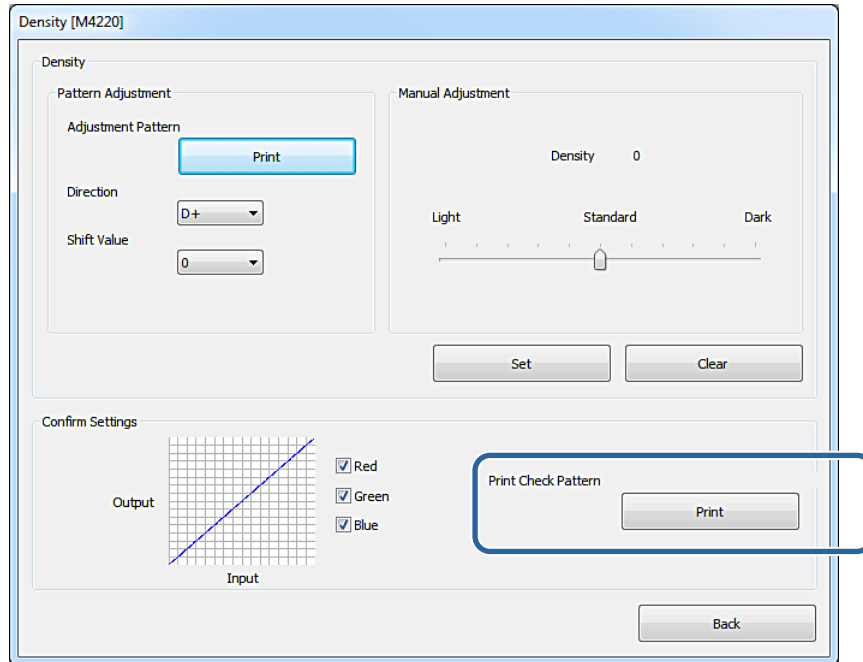 Density [M4220]
Density
Pattern Adjustment
Adjustment Pattern
Print
Direction
D+
Shift Value
0
Manual Adjustment
Density 0
Light Standard Dark
Set Clear
Confirm Settings
Output
Input
Red
Green
Blue
Print Check Pattern
Print
Back